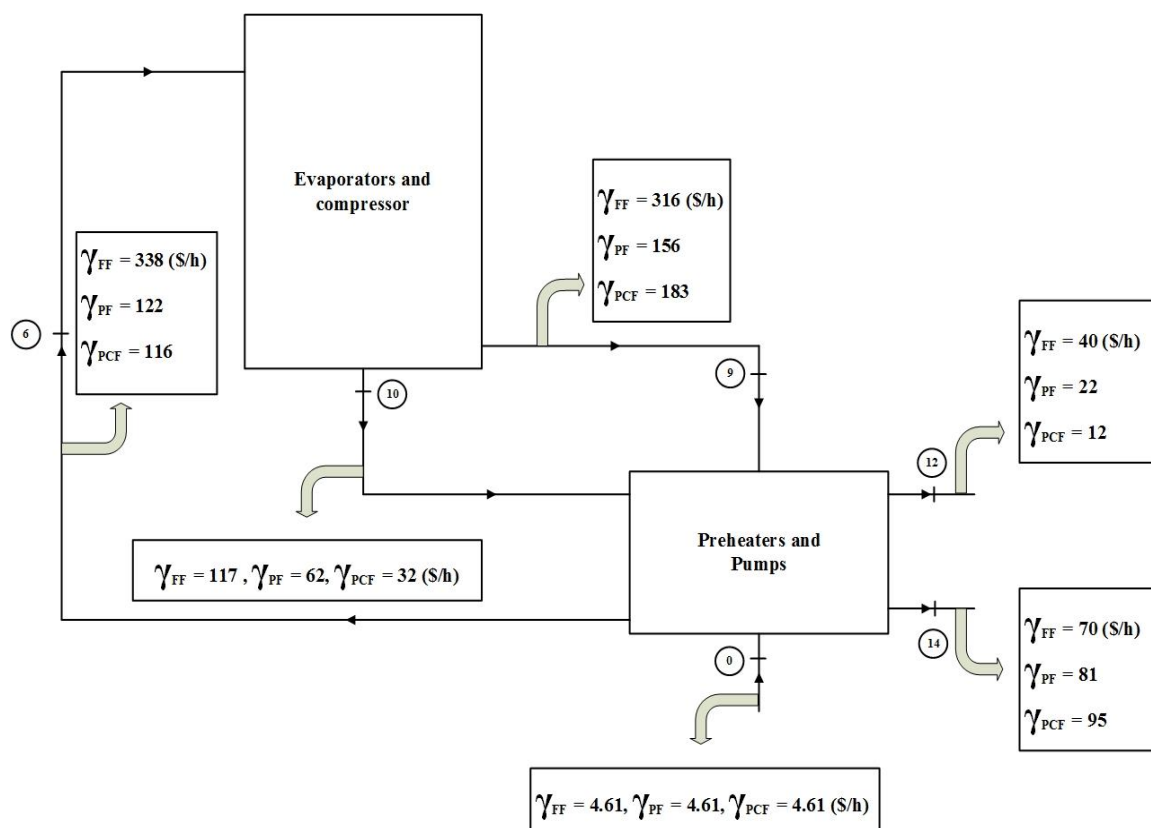 Evaporators and
compressor
γFF = 316 ($/h)
γPF = 156
γPCF = 183
γFF = 338 ($/h)
γPF = 122
γPCF = 116
6
10
9
γFF = 40 ($/h)
γPF = 22
γPCF = 12
12
Preheaters and
Pumps
γFF = 117 , γPF = 62, γPCF = 32 ($/h)
14
γFF = 70 ($/h)
γPF = 81
γPCF = 95
0
γFF = 4.61, γPF = 4.61, γPCF = 4.61 ($/h)